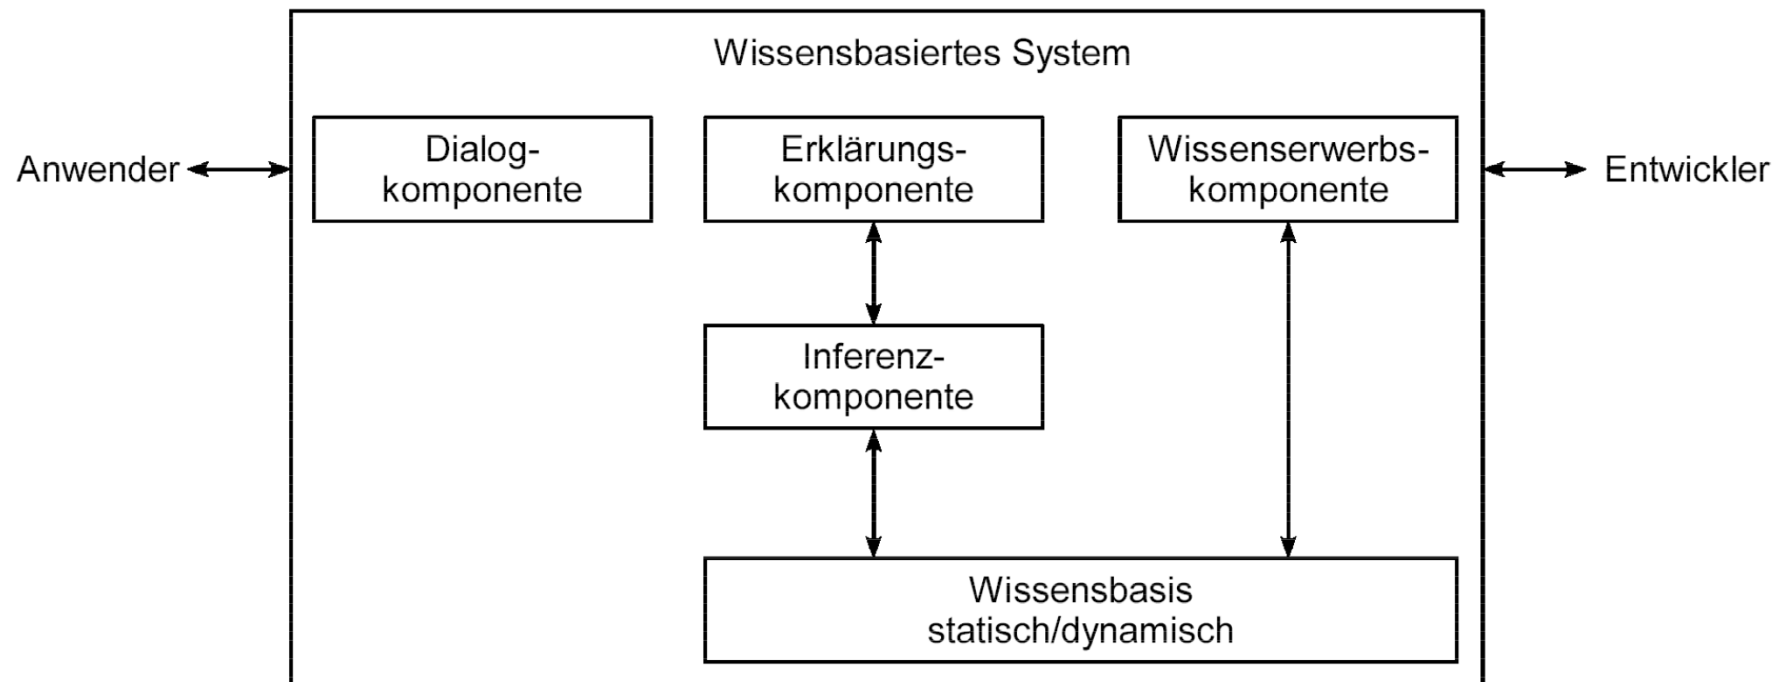 Wissensbasiertes System
Anwender
Dialog-
komponente
Erklärungs-
komponente
Wissenserwerbs-
komponente
Entwickler
Inferenz-
komponente
Wissensbasis
statisch/dynamisch